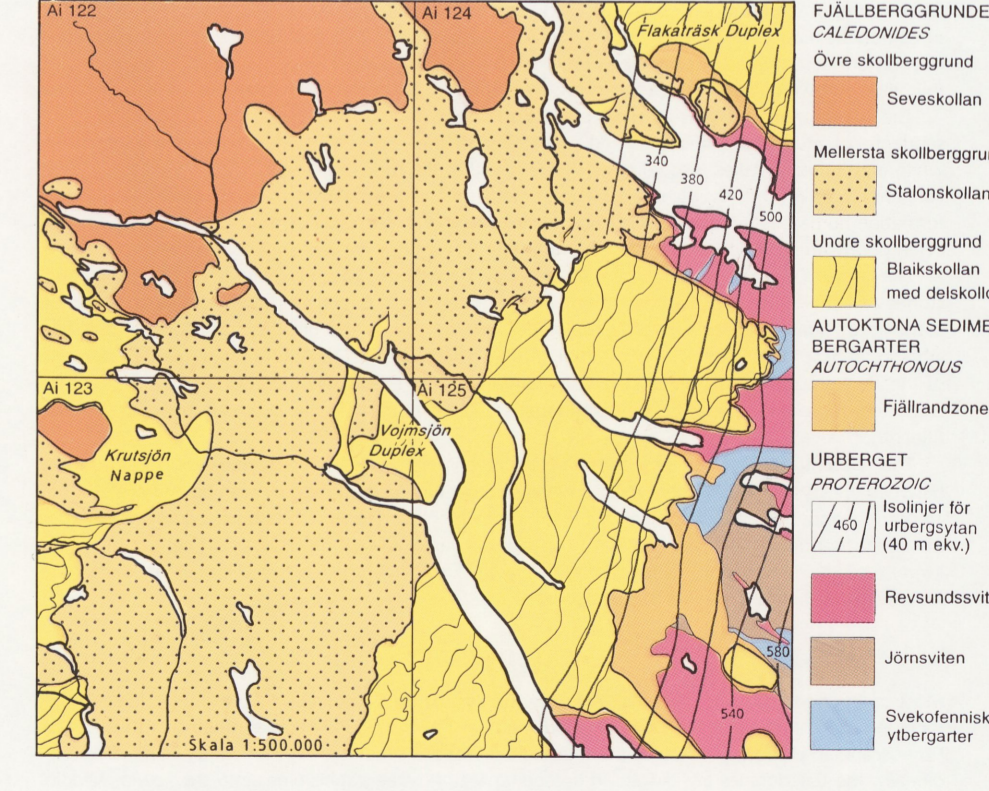 Ai 122
Ai 124
Flakaträsk Duplex
340
380
420
500
Ai 123
Ai 125
Krutsjön
Nappe
Vojmsjön
Duplex
580
540
Skala 1:500.000
FJÄLLBERGGRUNDE
CALEDONIDES
Övre skollberggrund
Seveskollan
Mellersta skollberggru
Stalonskollan
Undre skollberggrund
Blaikskollan
med delskollo
AUTOKTONA SEDIME
BERGARTER
AUTOCHTHONOUS
Fjällrandzone
URBERGET
PROTEROZOIC
460
Isolinjer för
urbergsytan
(40 m ekv.)
Revsundssvit
Jörnsviten
Svekofennisk
ytbergarter